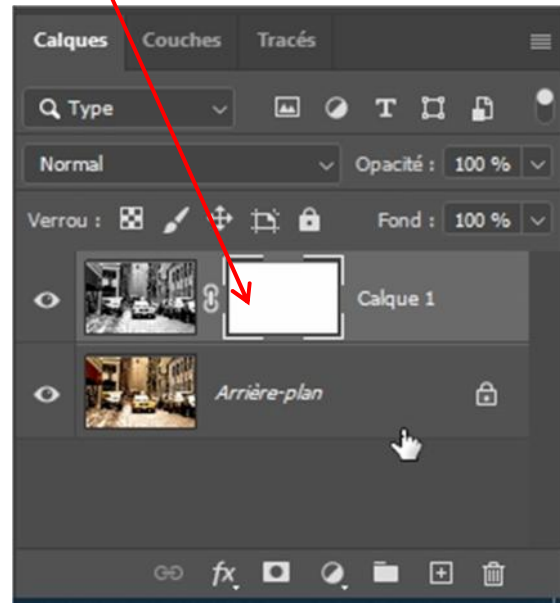 Calques Couches Tracés
Type
Normal Opacité : 100 %
Verrou : Fond : 100 %
Calque 1
Arrière-plan
fx